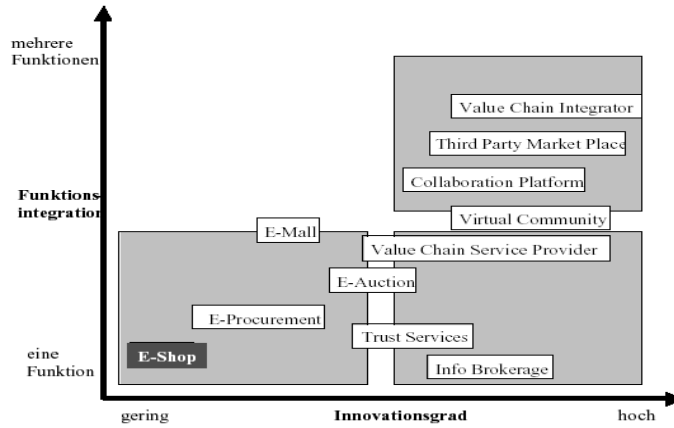 mehrere
Funktionen
Value Chain Integrator
Third Party Market Place
Collaboration Platform
Funktions-
integration
Virtual Community
E-Mall
Value Chain Service Provider
E-Auction
E-Procurement
Trust Services
eine
Funktion
E-Shop
Info Brokerage
gering
Innovationsgrad
hoch